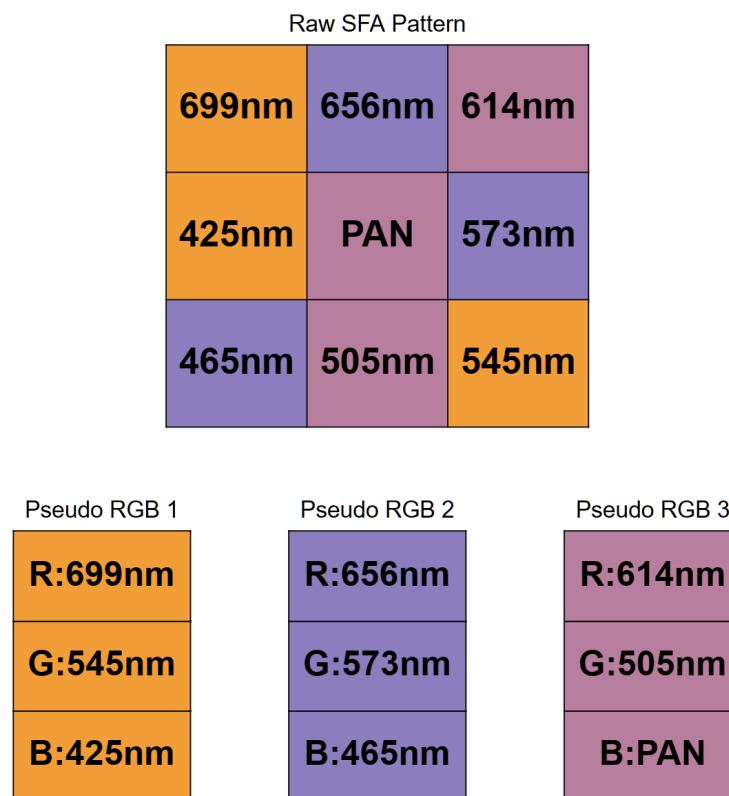 Raw SFA Pattern
699nm 656nm 614nm
425nm PAN 573nm
465nm 505nm 545nm
Pseudo RGB 1 Pseudo RGB 2 Pseudo RGB 3
R:699nm R:656nm R:614nm
G:545nm G:573nm G:505nm
B:425nm B:465nm B:PAN